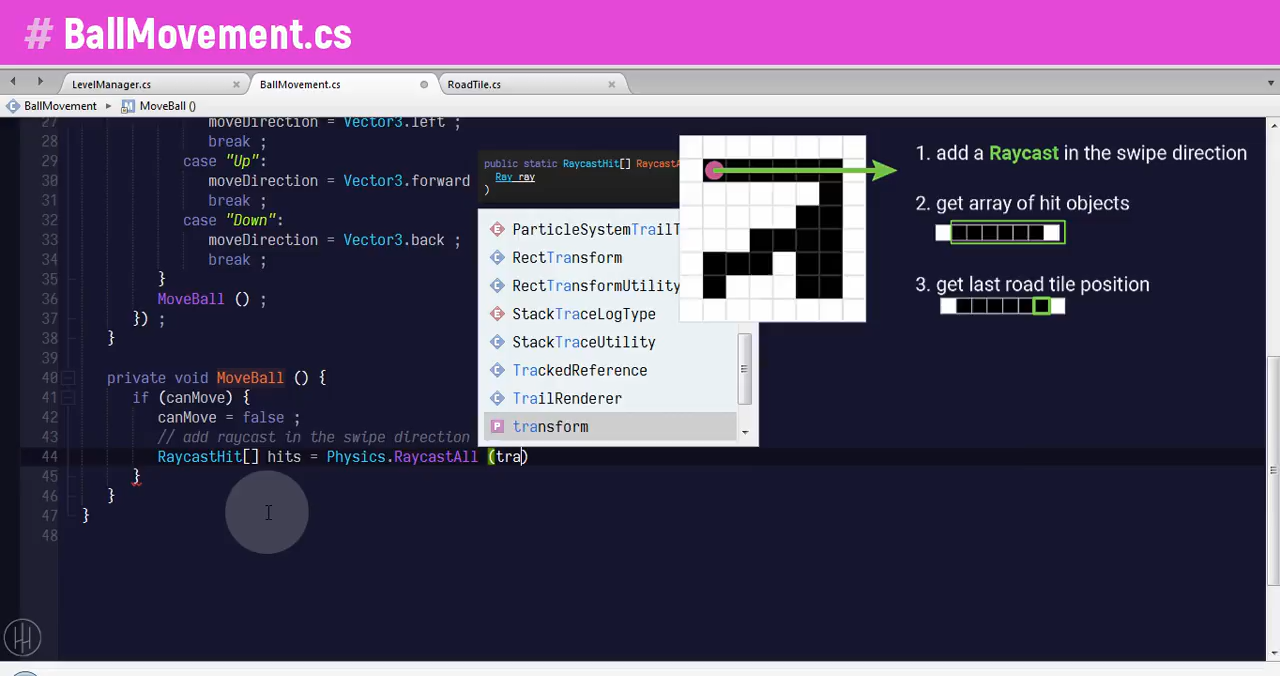 # BallMovement.cs
LevelManager.cs
BallMovement.cs
RoadTile.cs
BallMovement
MoveBall ()
27 moveDirection = Vector3.left ;
28 break ;
29 case "Up":
30 moveDirection = Vector3.forward
31 break ;
32 case "Down":
33 moveDirection = Vector3.back ;
34 break ;
35 }
36 MoveBall () ;
37 }) ;
38 }
39
40 private void MoveBall () {
41 if (canMove) {
42 canMove = false ;
43 // add raycast in the swipe direction
44 RaycastHit[] hits = Physics.RaycastAll (tra)
45 }
46 }
47 }
48
public static RaycastHit[] RaycastA
Ray ray
)
ParticleSystemTrailT
RectTransform
RectTransformUtility
StackTraceLogType
StackTraceUtility
TrackedReference
TrailRenderer
transform
1. add a Raycast in the swipe direction
2. get array of hit objects
3. get last road tile position